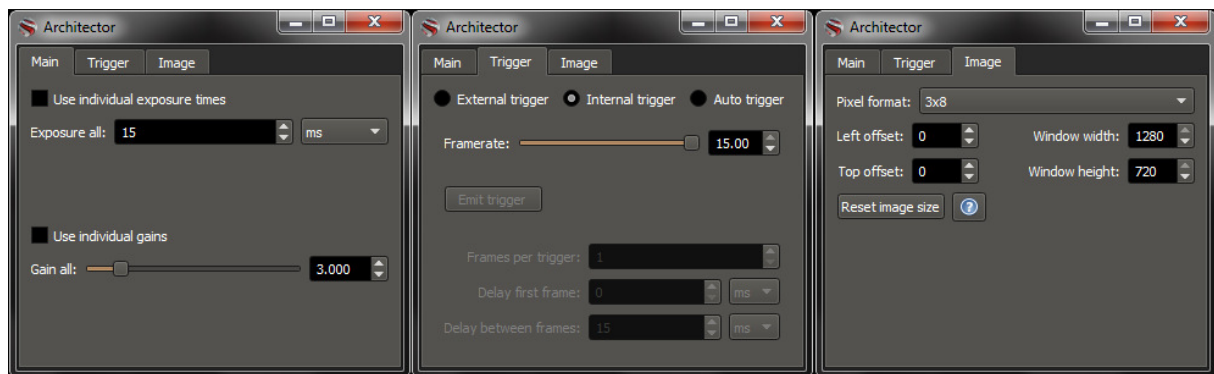 Architector
Main Trigger Image
Use individual exposure times
Exposure all: 15 ms
Use individual gains
Gain all: 3.000
Architector
Main Trigger Image
External trigger Internal trigger Auto trigger
Framerate: 15.00
Emit trigger
Frames per trigger: 1
Delay first frame: 0 ms
Delay between frames: 15 ms
Architector
Main Trigger Image
Pixel format: 3x8
Left offset: 0 Window width: 1280
Top offset: 0 Window height: 720
Reset image size ?